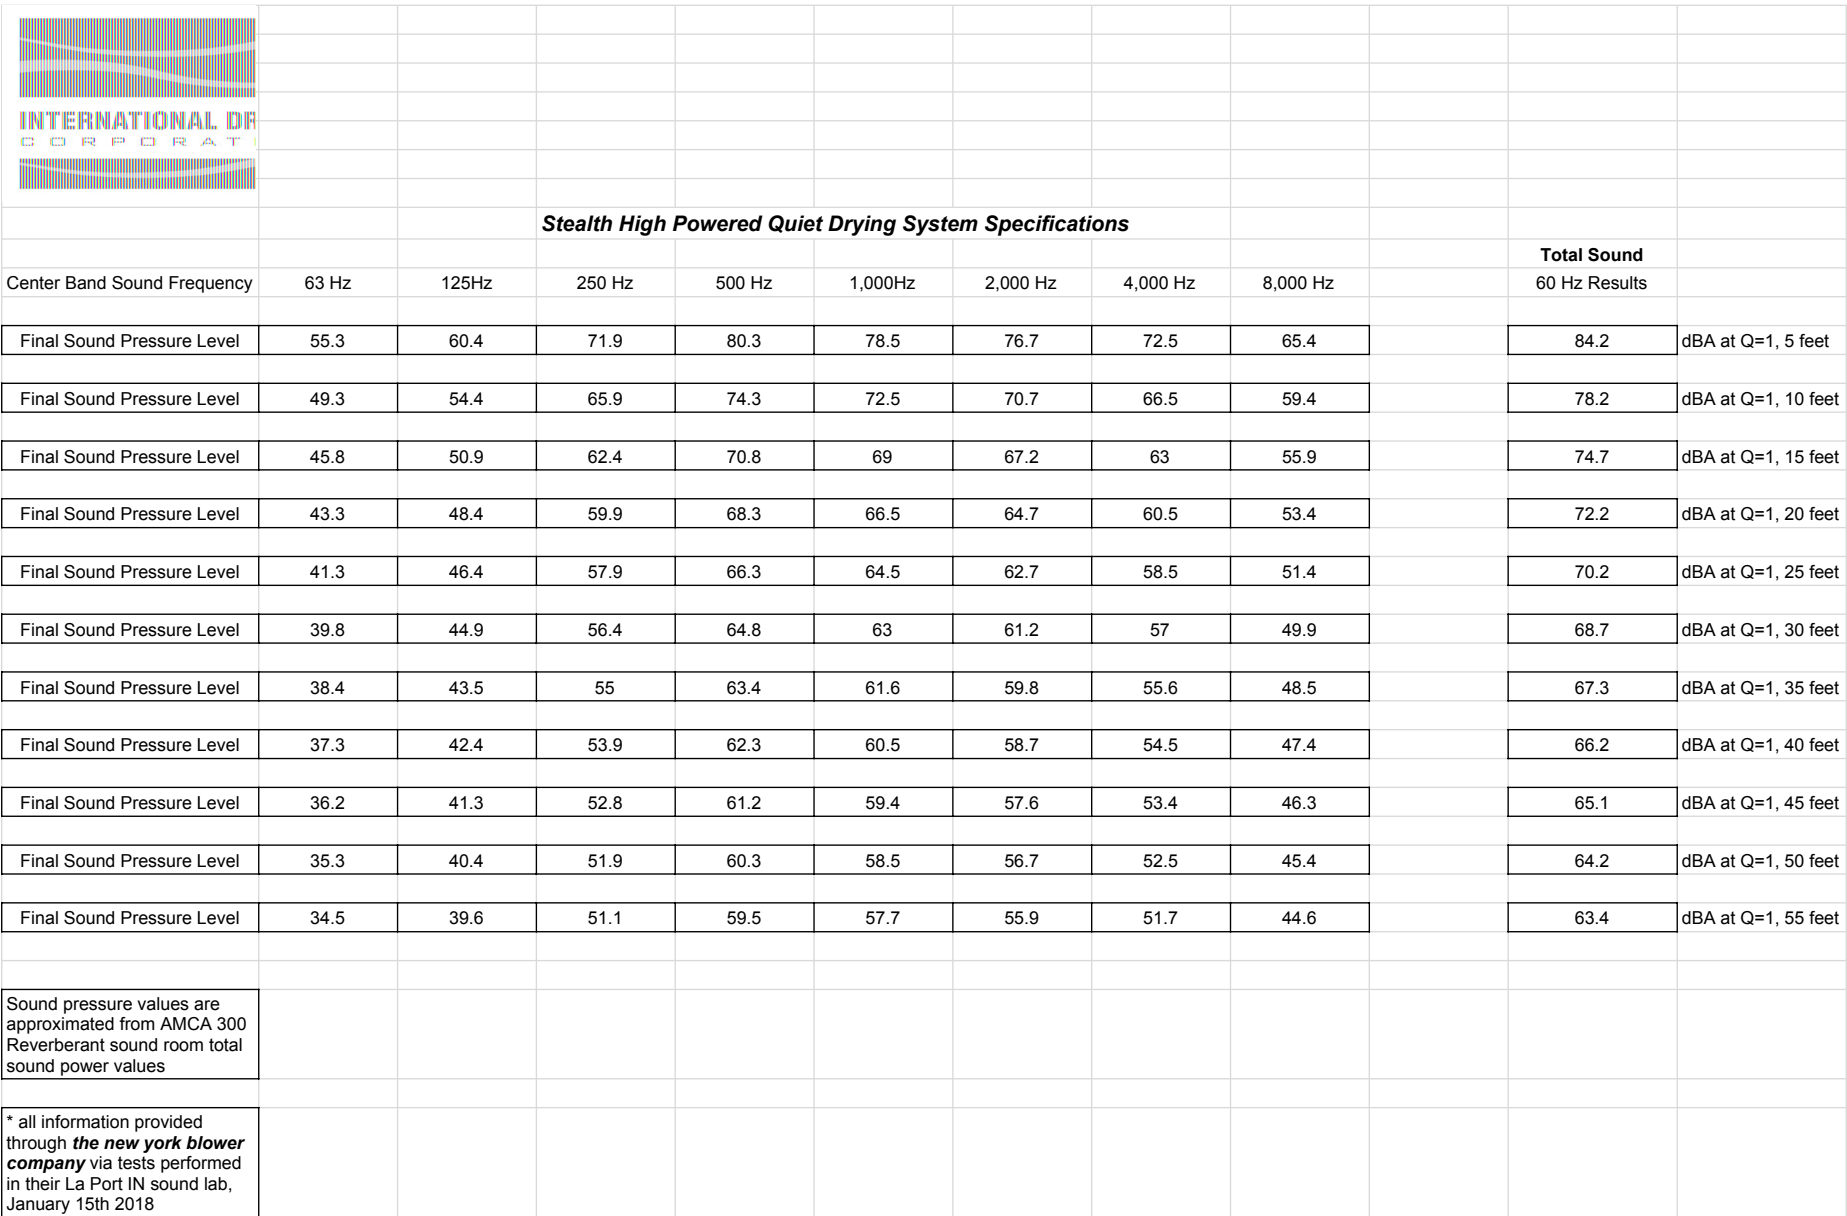 INTERNATIONAL DR
CORPORAT
Stealth High Powered Quiet Drying System Specifications
Total Sound
Center Band Sound Frequency 63 Hz 125Hz 250 Hz 500 Hz 1,000Hz 2,000 Hz 4,000 Hz 8,000 Hz 60 Hz Results
Final Sound Pressure Level 55.3 60.4 71.9 80.3 78.5 76.7 72.5 65.4 84.2 dBA at Q=1, 5 feet
Final Sound Pressure Level 49.3 54.4 65.9 74.3 72.5 70.7 66.5 59.4 78.2 dBA at Q=1, 10 feet
Final Sound Pressure Level 45.8 50.9 62.4 70.8 69 67.2 63 55.9 74.7 dBA at Q=1, 15 feet
Final Sound Pressure Level 43.3 48.4 59.9 68.3 66.5 64.7 60.5 53.4 72.2 dBA at Q=1, 20 feet
Final Sound Pressure Level 41.3 46.4 57.9 66.3 64.5 62.7 58.5 51.4 70.2 dBA at Q=1, 25 feet
Final Sound Pressure Level 39.8 44.9 56.4 64.8 63 61.2 57 49.9 68.7 dBA at Q=1, 30 feet
Final Sound Pressure Level 38.4 43.5 55 63.4 61.6 59.8 55.6 48.5 67.3 dBA at Q=1, 35 feet
Final Sound Pressure Level 37.3 42.4 53.9 62.3 60.5 58.7 54.5 47.4 66.2 dBA at Q=1, 40 feet
Final Sound Pressure Level 36.2 41.3 52.8 61.2 59.4 57.6 53.4 46.3 65.1 dBA at Q=1, 45 feet
Final Sound Pressure Level 35.3 40.4 51.9 60.3 58.5 56.7 52.5 45.4 64.2 dBA at Q=1, 50 feet
Final Sound Pressure Level 34.5 39.6 51.1 59.5 57.7 55.9 51.7 44.6 63.4 dBA at Q=1, 55 feet
Sound pressure values are
approximated from AMCA 300
Reverberant sound room total
sound power values
* all information provided
through the new york blower
company via tests performed
in their La Port IN sound lab,
January 15th 2018